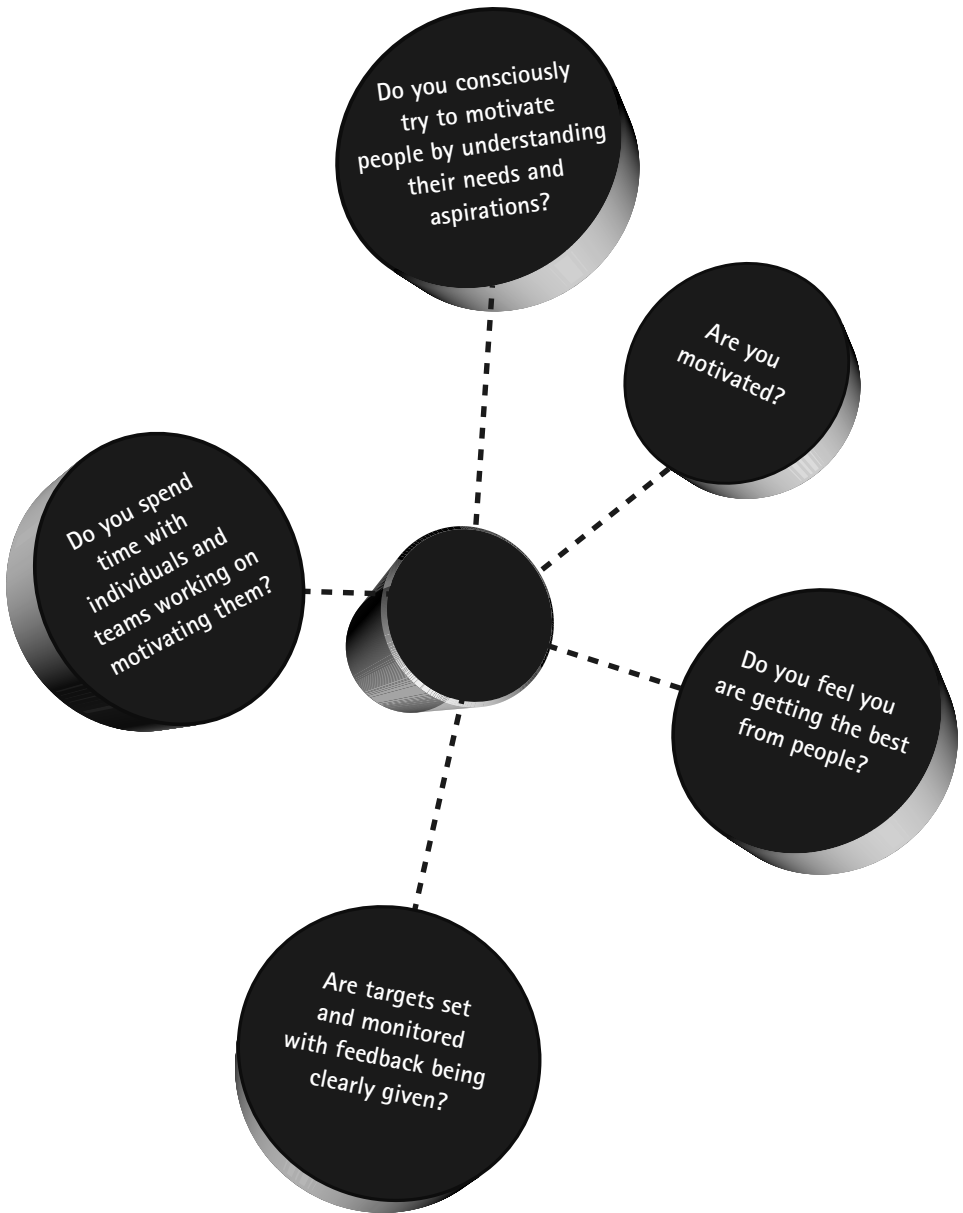 Do you consciously
try to motivate
people by understanding
their needs and
aspirations?
Are you
motivated?
Do you spend
time with
individuals and
teams working on
motivating them?
Do you feel you
are getting the best
from people?
Are targets set
and monitored
with feedback being
clearly given?